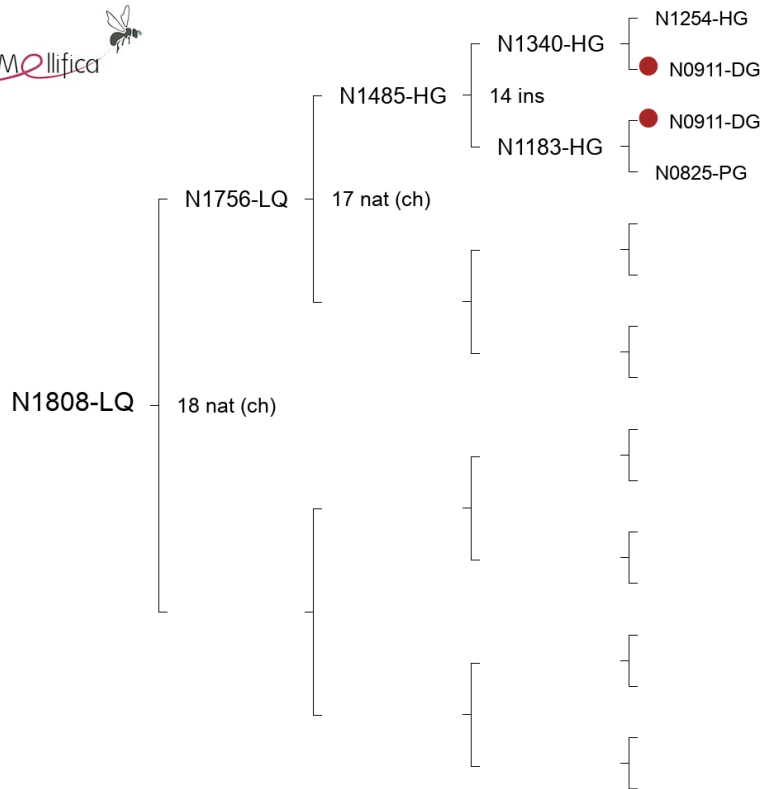 Mellifica
N1254-HG
N1340-HG
N0911-DG
N1485-HG
14 ins
N0911-DG
N1183-HG
N0825-PG
N1756-LQ
17 nat (ch)
N1808-LQ
18 nat (ch)